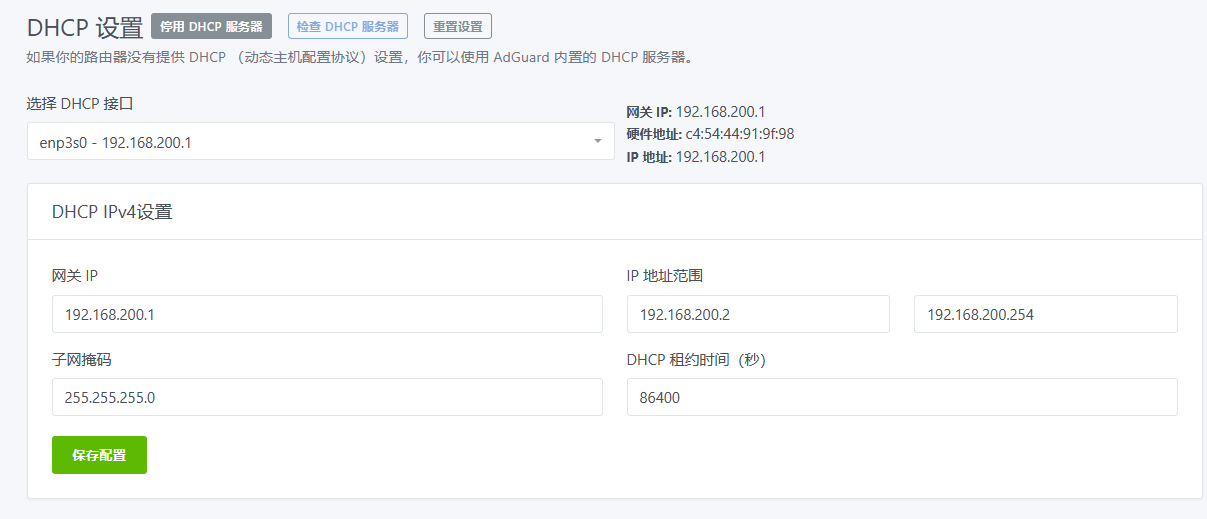 DHCP 设置 停用 DHCP 服务器 检查 DHCP 服务器 重置设置
如果你的路由器没有提供 DHCP （动态主机配置协议）设置，你可以使用 AdGuard 内置的 DHCP 服务器。
选择 DHCP 接口
enp3s0 - 192.168.200.1
网关 IP: 192.168.200.1
硬件地址: c4:54:44:91:9f:98
IP 地址: 192.168.200.1
DHCP IPv4设置
网关 IP
192.168.200.1
IP 地址范围
192.168.200.2 192.168.200.254
子网掩码
255.255.255.0
DHCP 租约时间（秒）
86400
保存配置